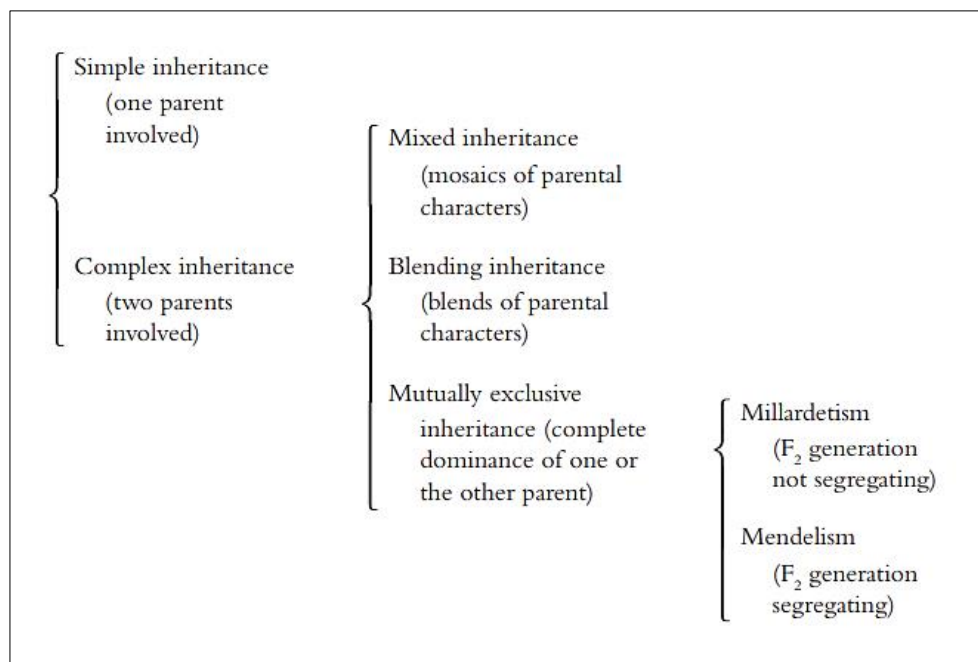 Simple inheritance
(one parent
involved)
Complex inheritance
(two parents
involved)
Mixed inheritance
(mosaics of parental
characters)
Blending inheritance
(blends of parental
characters)
Mutually exclusive
inheritance (complete
dominance of one or
the other parent)
Millardetism
(F₂ generation
not segregating)
Mendelism
(F₂ generation
segregating)